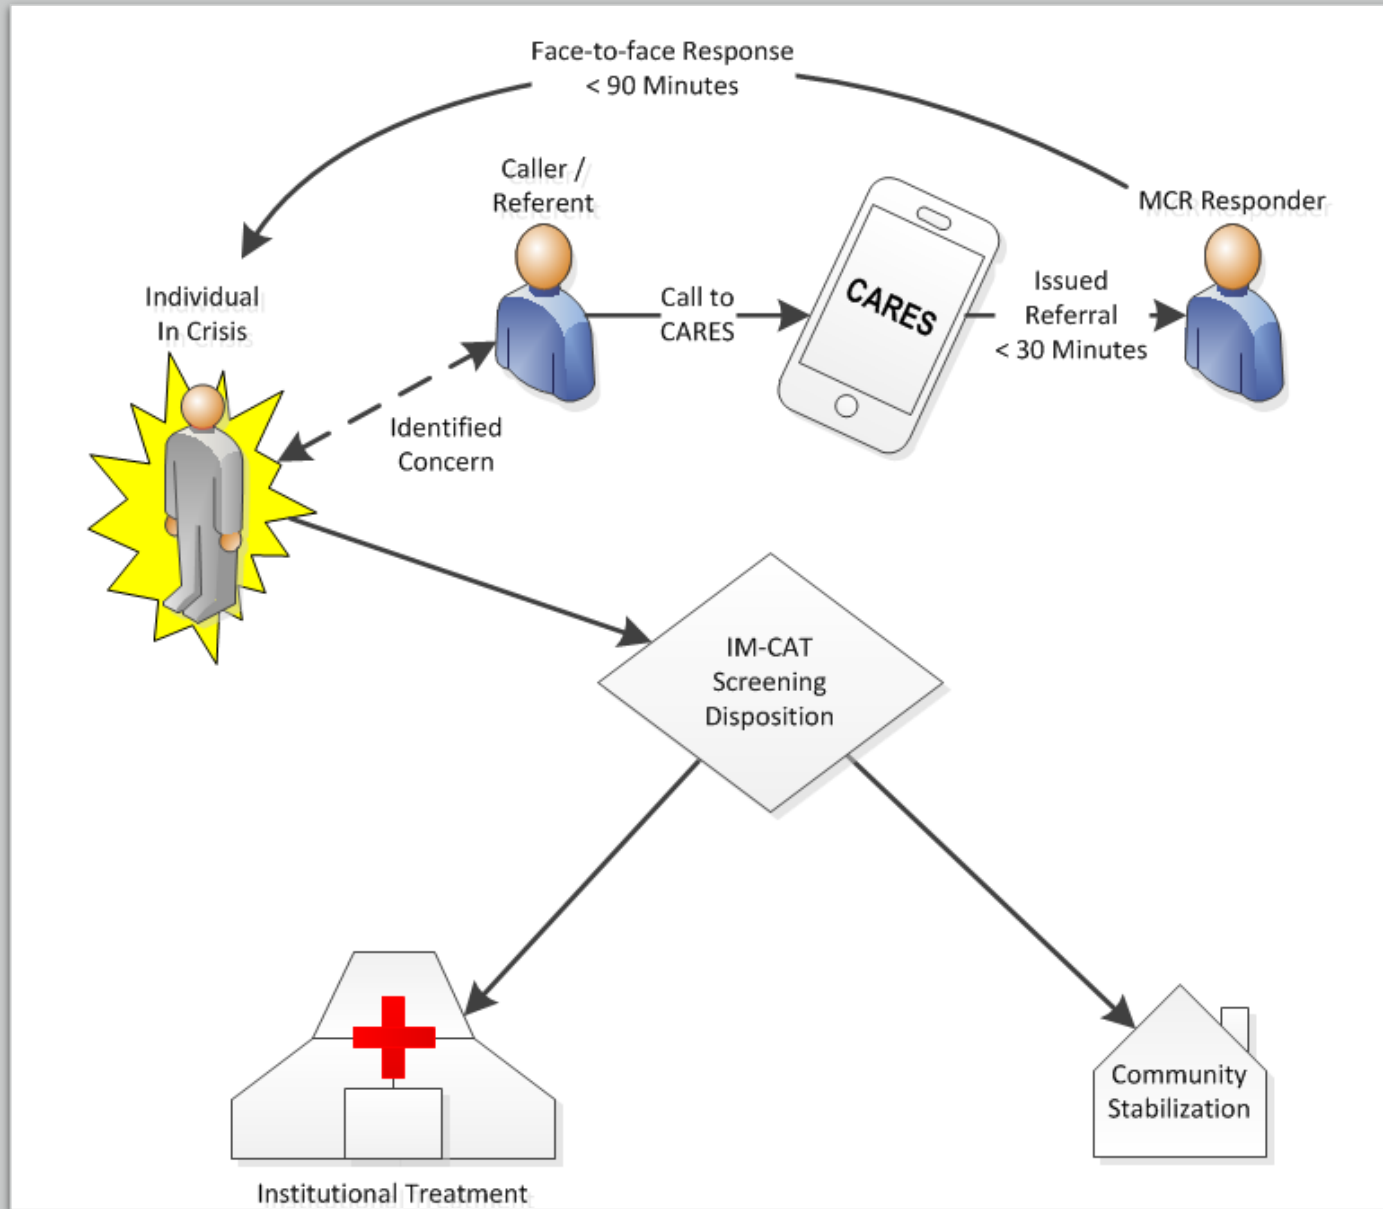 Face-to-face Response
< 90 Minutes
Caller /
Referent
MCR Responder
Individual
In Crisis
Call to
CARES
CARES
Issued
Referral
< 30 Minutes
Identified
Concern
IM-CAT
Screening
Disposition
Community
Stabilization
Institutional Treatment